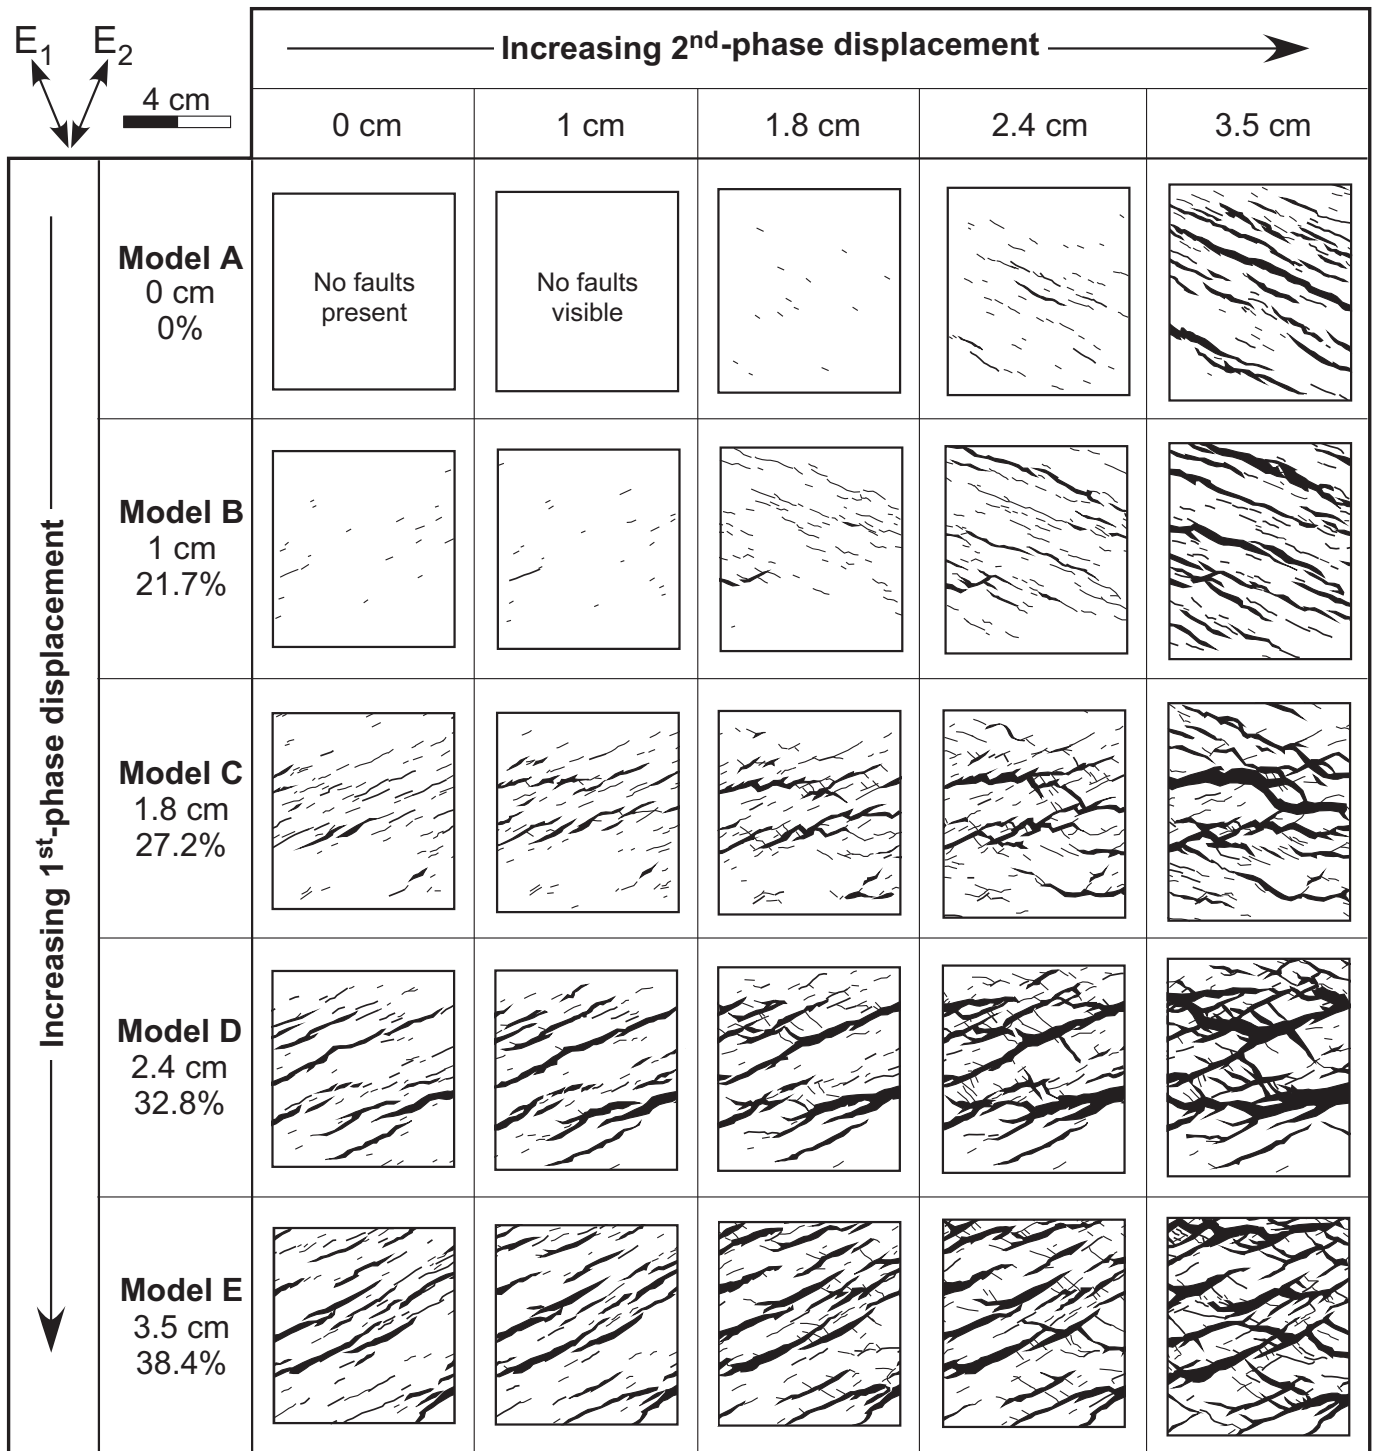 E₁ E₂
4 cm
Increasing 2nd-phase displacement
0 cm 1 cm 1.8 cm 2.4 cm 3.5 cm
Increasing 1st-phase displacement
Model A
0 cm
0%
No faults
present
No faults
visible
Model B
1 cm
21.7%
Model C
1.8 cm
27.2%
Model D
2.4 cm
32.8%
Model E
3.5 cm
38.4%